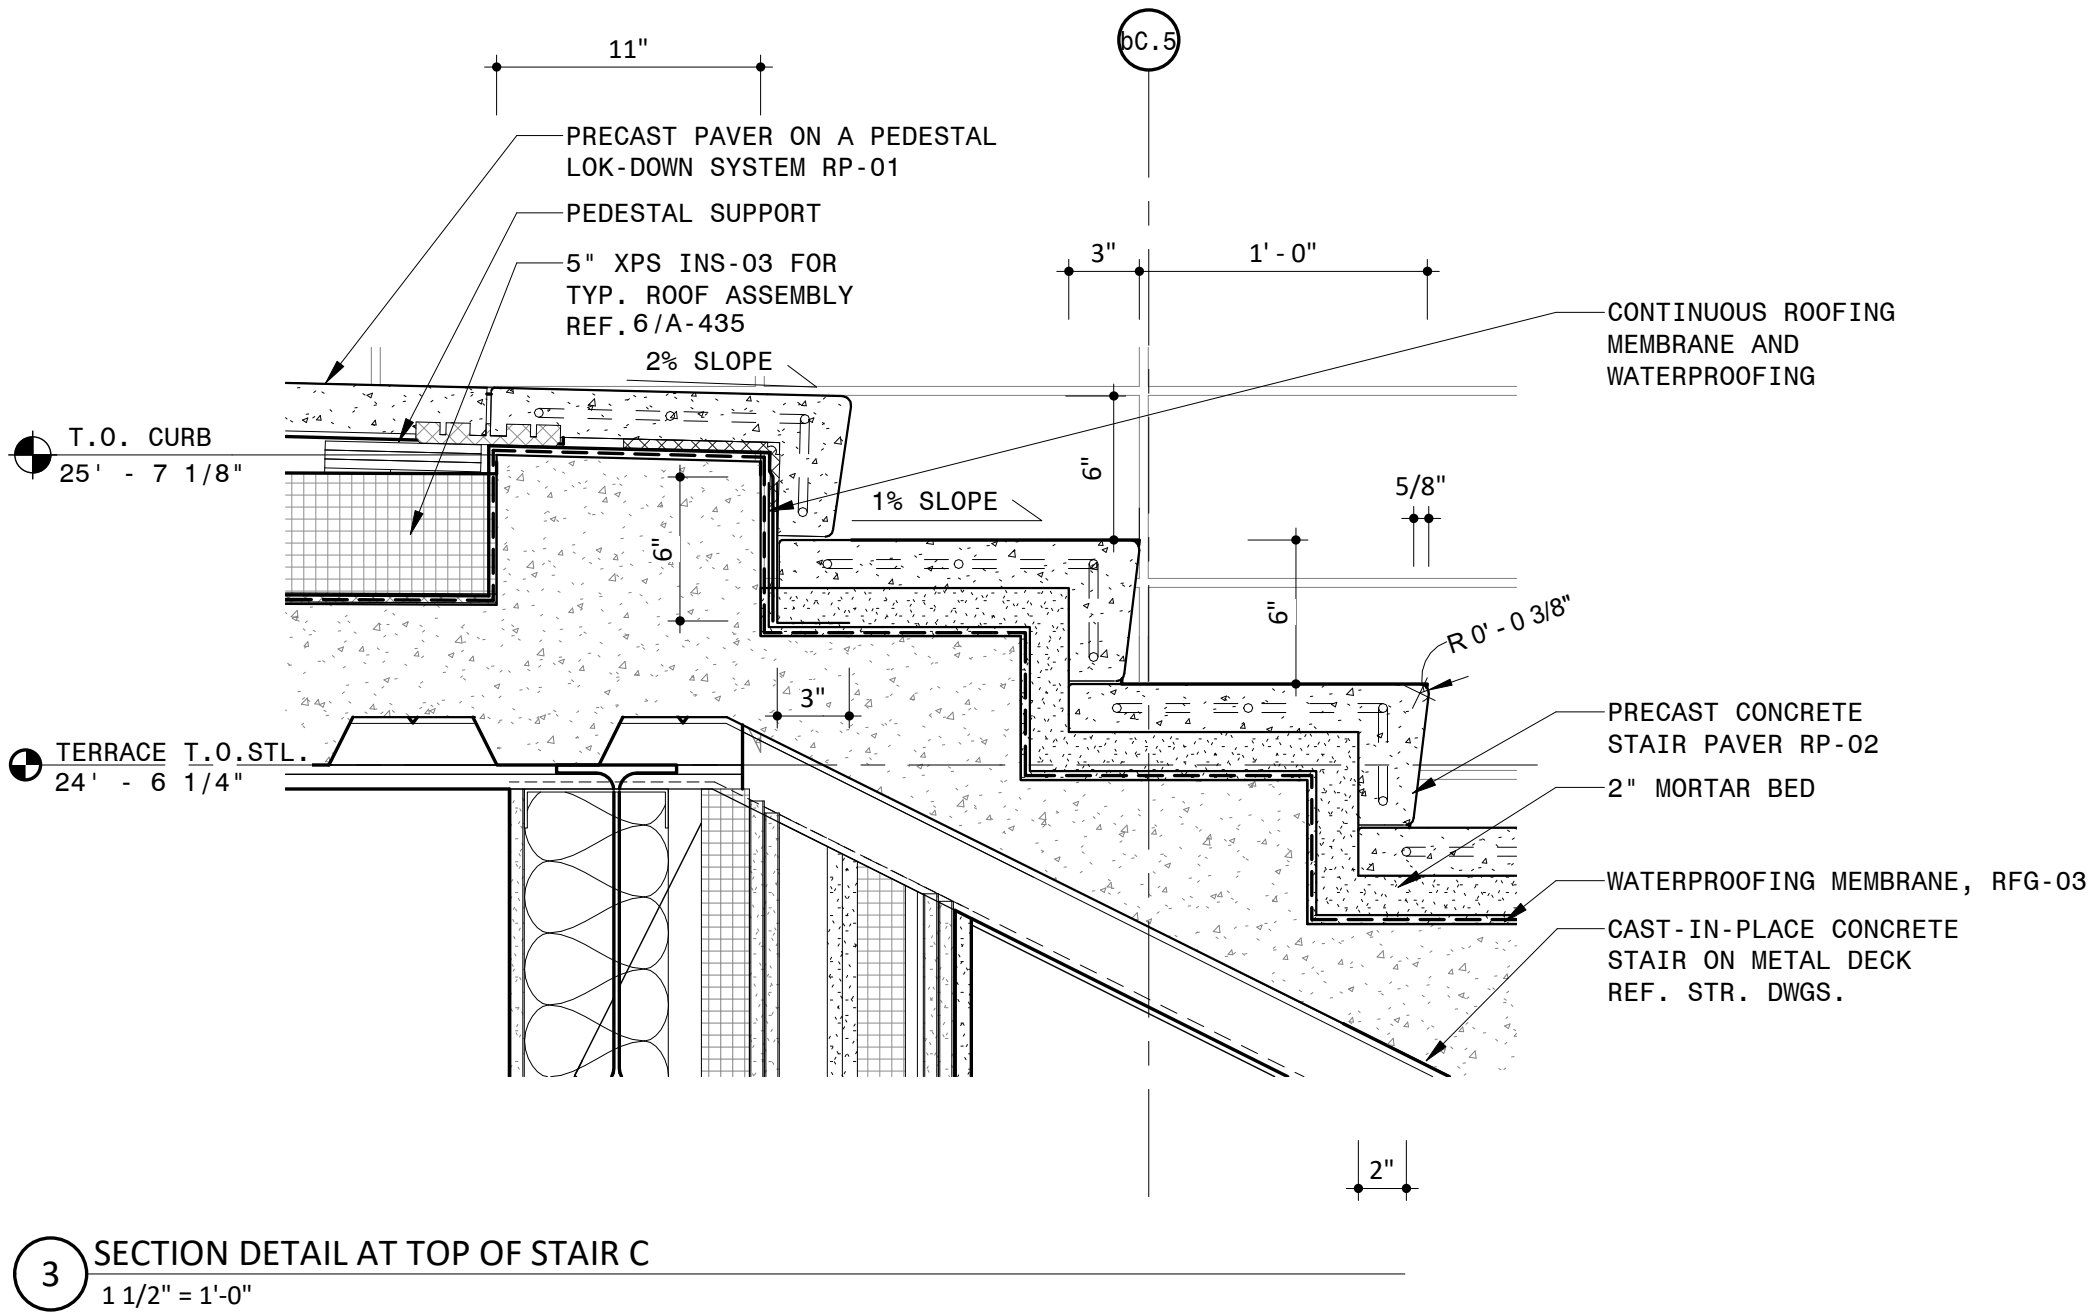 bC.5
11"
PRECAST PAVER ON A PEDESTAL
LOK-DOWN SYSTEM RP-01
PEDESTAL SUPPORT
5" XPS INS-03 FOR
TYP. ROOF ASSEMBLY
REF. 6/A-435
2% SLOPE
3"
1'-0"
CONTINUOUS ROOFING
MEMBRANE AND
WATERPROOFING
T.O. CURB
25' - 7 1/8"
6"
1% SLOPE
5/8"
6"
6"
R 0' - 0 3/8"
3"
PRECAST CONCRETE
STAIR PAVER RP-02
TERRACE T.O.STL.
24' - 6 1/4"
2" MORTAR BED
WATERPROOFING MEMBRANE, RFG-03
CAST-IN-PLACE CONCRETE
STAIR ON METAL DECK
REF. STR. DWGS.
2"
3
SECTION DETAIL AT TOP OF STAIR C
1 1/2" = 1'-0"